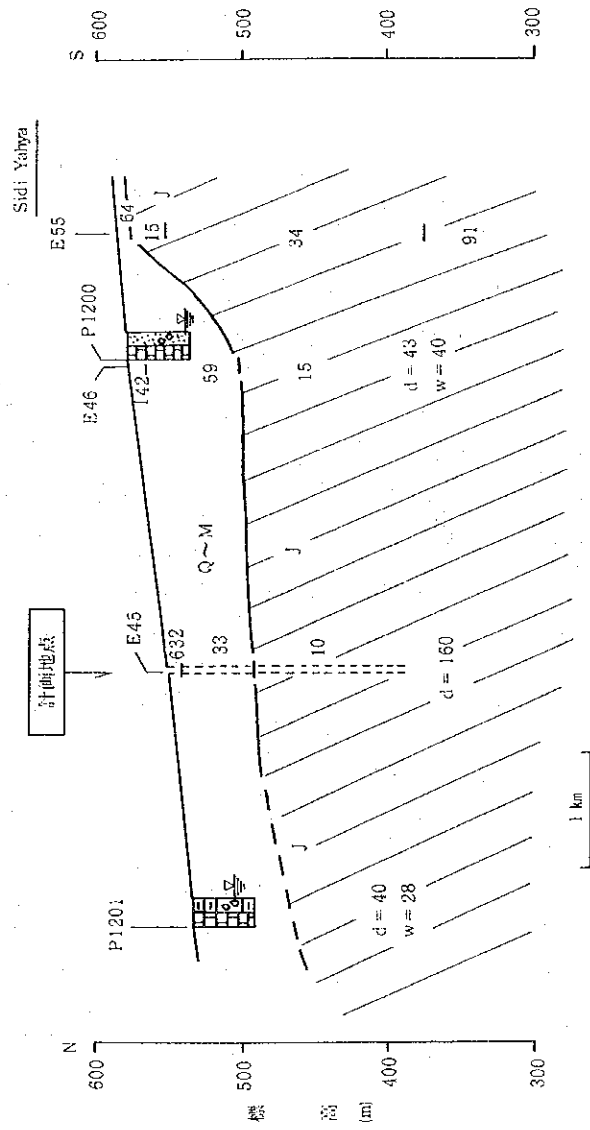 Sidi Yahya
計画地点
N
S
600
500
400
300
標高
(m)
600
500
400
300
P1201
E45
E46
P1200
E55
632
33
10
142
59
15
64
15
34
91
Q~M
J
J
J
d = 40
w = 28
d = 160
d = 43
w = 40
1 km